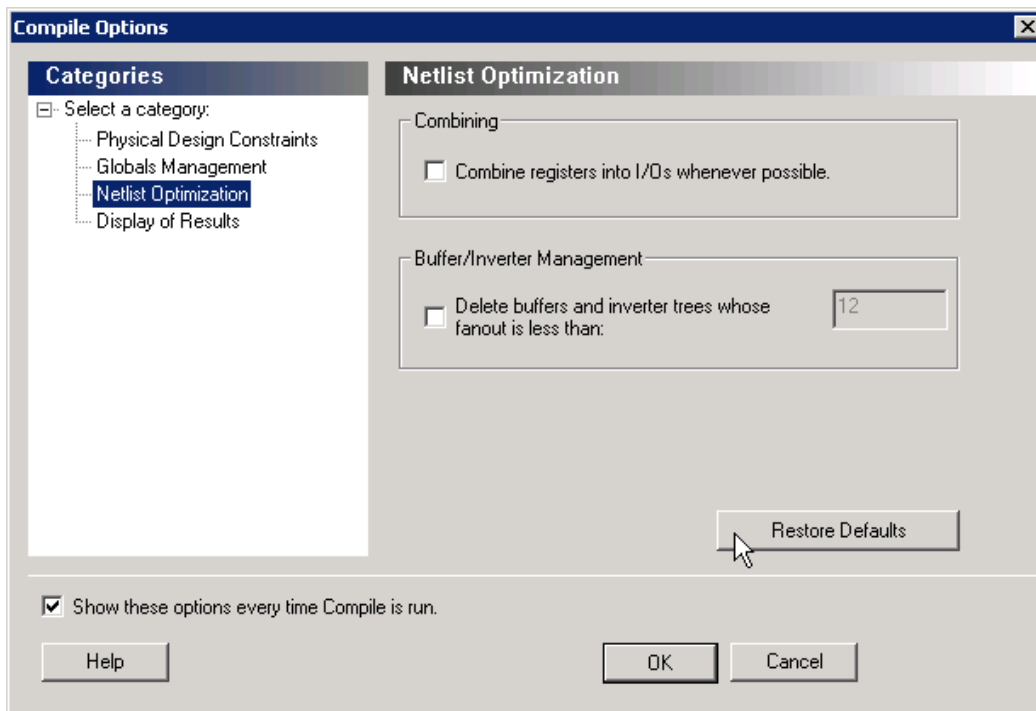 Compile Options
Categories
Select a category:
Physical Design Constraints
Globals Management
Netlist Optimization
Display of Results
Netlist Optimization
Combining
Combine registers into I/Os whenever possible.
Buffer/Inverter Management
Delete buffers and inverter trees whose
fanout is less than:
12
Restore Defaults
Show these options every time Compile is run.
Help
OK
Cancel